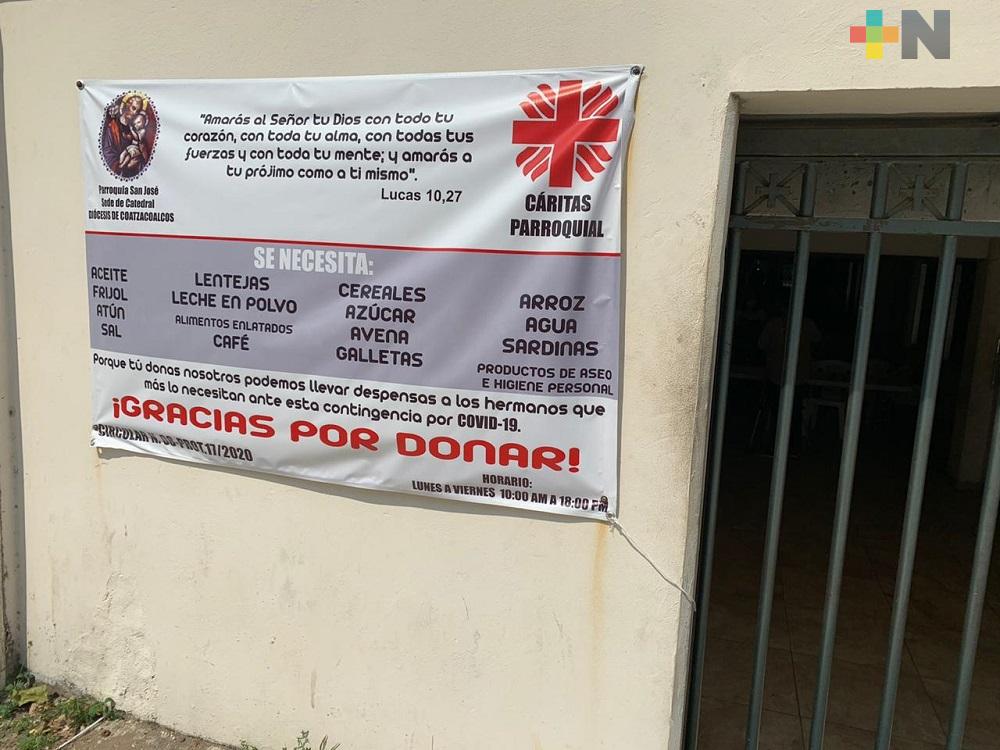 +N
"Amarás al Señor tu Dios con todo tu
corazón, con toda tu alma, con todas tus
fuerzas y con toda tu mente; y amarás a
tu prójimo como a ti mismo".
Lucas 10,27
Parroquia San José
Sede de Catedral
DIÓCESIS DE COATZACOALCOS
CÁRITAS
PARROQUIAL
SE NECESITA:
ACEITE
FRIJOL
ATÚN
SAL
LENTEJAS
LECHE EN POLVO
ALIMENTOS ENLATADOS
CAFÉ
CEREALES
AZÚCAR
AVENA
GALLETAS
ARROZ
AGUA
SARDINAS
PRODUCTOS DE ASEO
E HIGIENE PERSONAL
Porque tú donas nosotros podemos llevar despensas a los hermanos que
más lo necesitan ante esta contingencia por COVID-19.
¡GRACIAS POR DONAR!
*CIRCULAR N. 08-PROT.17/2020
HORARIO:
LUNES A VIERNES 10:00 AM A 18:00 PM